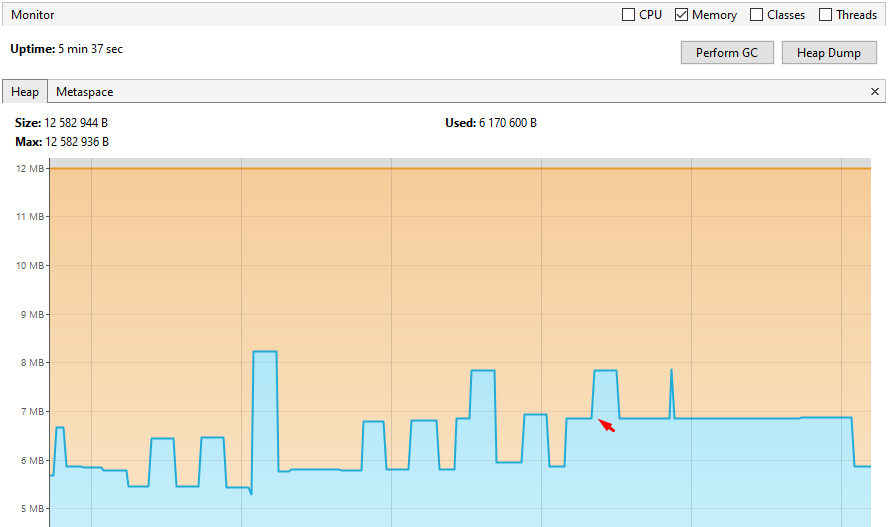 Monitor CPU Memory Classes Threads
Uptime: 5 min 37 sec
Perform GC Heap Dump
Heap Metaspace ×
Size: 12 582 944 B Used: 6 170 600 B
Max: 12 582 936 B
12 MB
11 MB
10 MB
9 MB
8 MB
7 MB
6 MB
5 MB